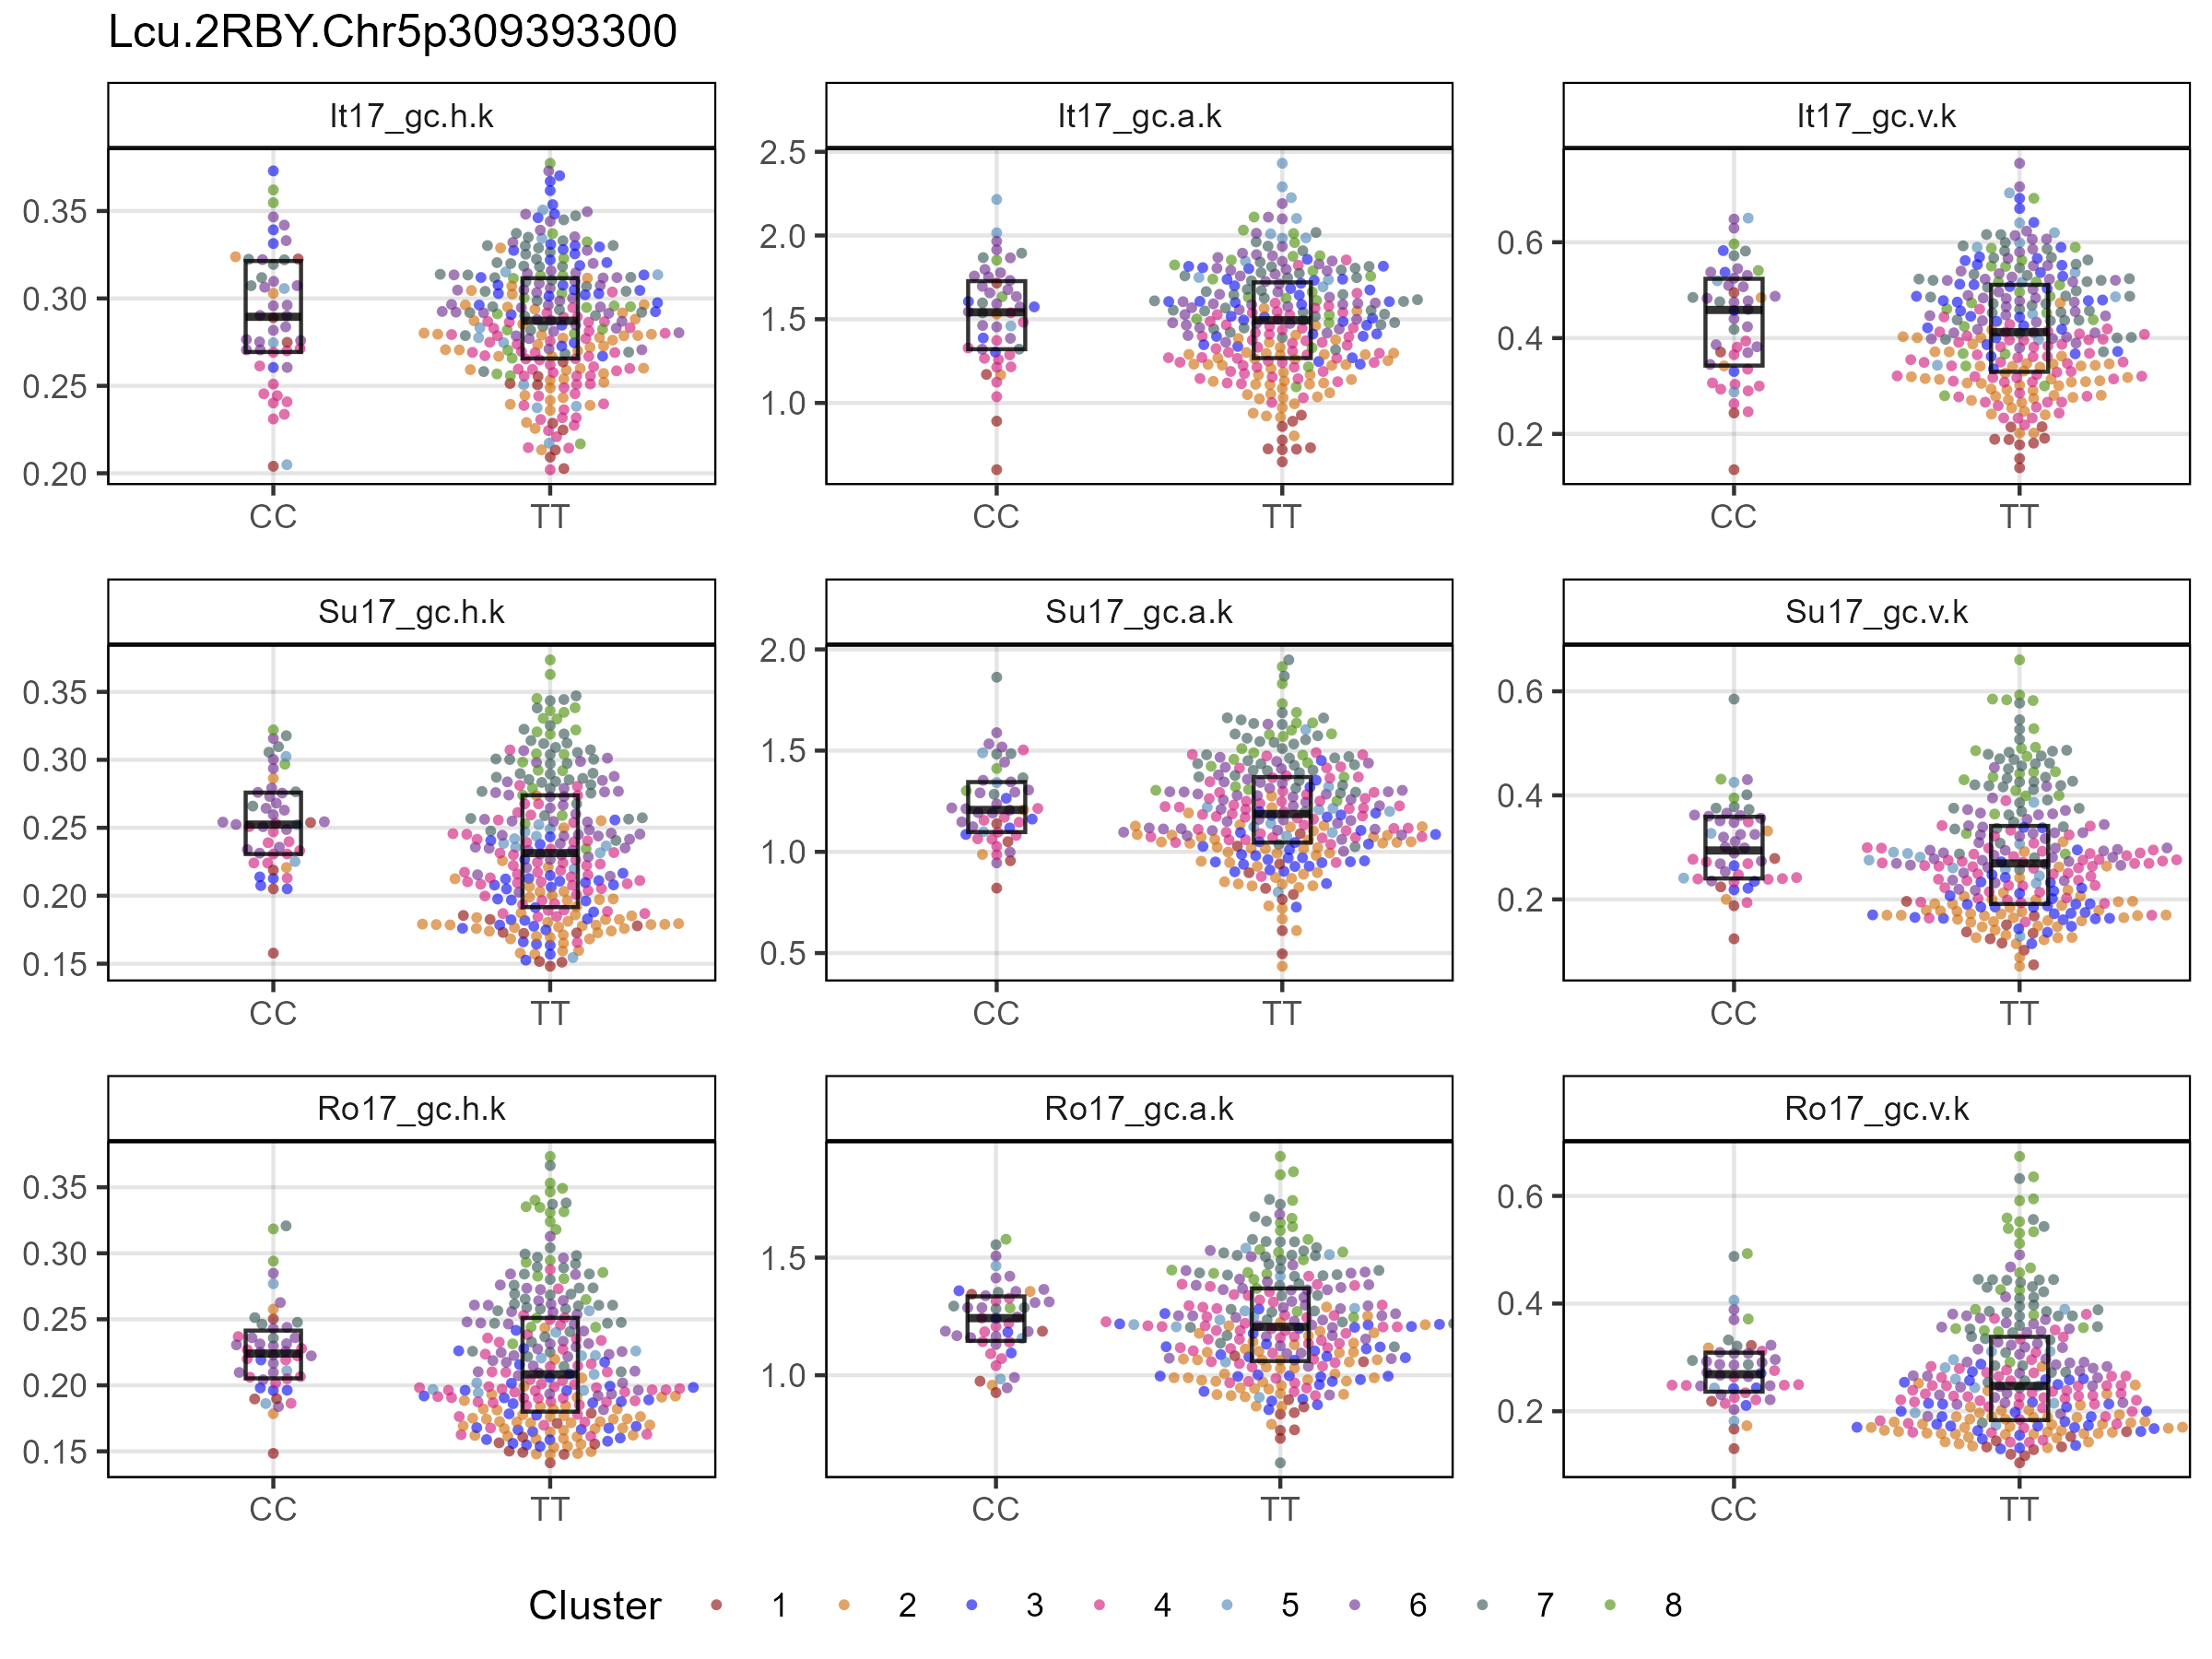 Lcu.2RBY.Chr5p309393300
It17_gc.h.k
It17_gc.a.k
It17_gc.v.k
0.35
0.30
0.25
0.20
2.5
2.0
1.5
1.0
0.6
0.4
0.2
CC
TT
CC
TT
CC
TT
Su17_gc.h.k
Su17_gc.a.k
Su17_gc.v.k
0.35
0.30
0.25
0.20
0.15
2.0
1.5
1.0
0.5
0.6
0.4
0.2
CC
TT
CC
TT
CC
TT
Ro17_gc.h.k
Ro17_gc.a.k
Ro17_gc.v.k
0.35
0.30
0.25
0.20
0.15
1.5
1.0
0.6
0.4
0.2
CC
TT
CC
TT
CC
TT
Cluster 1 2 3 4 5 6 7 8